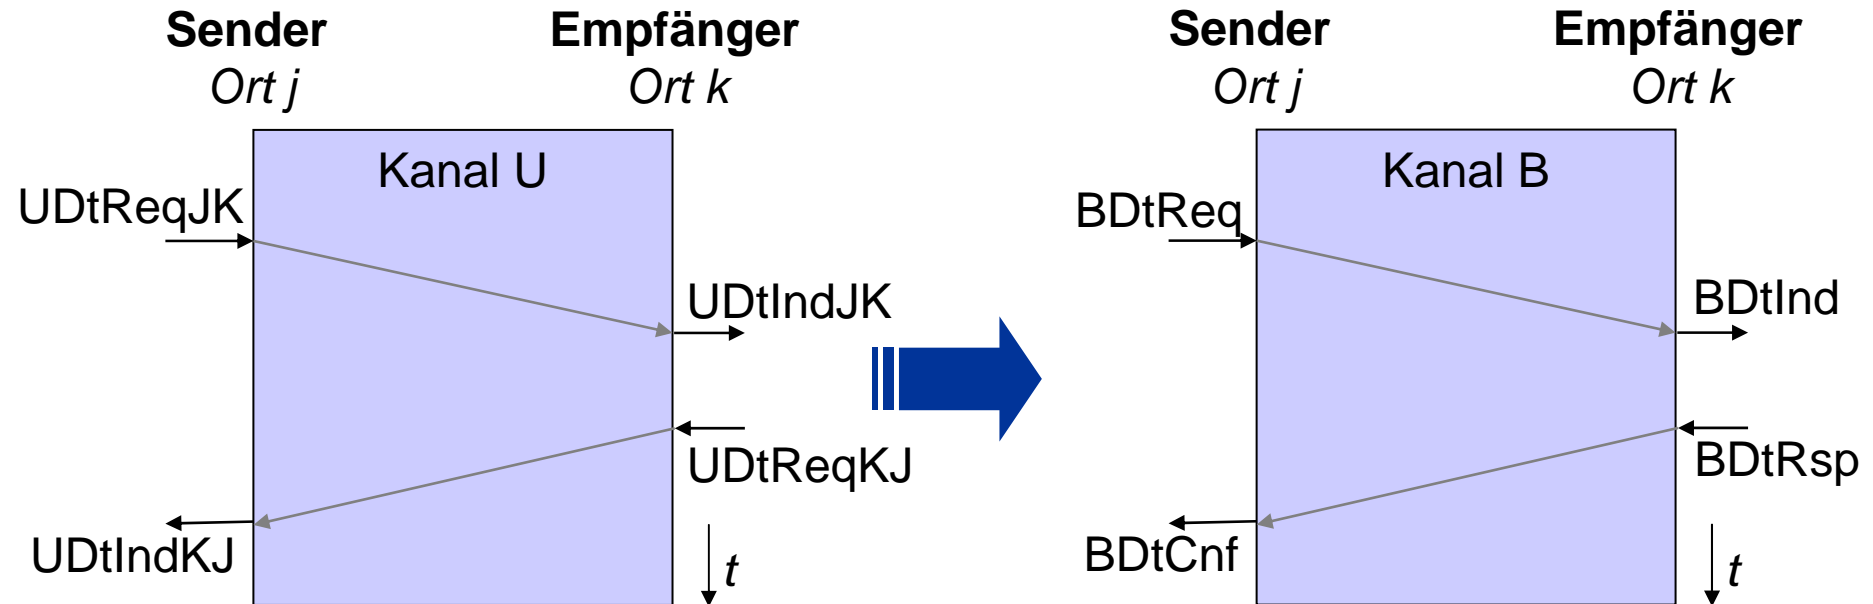 Sender
Ort j
Empfänger
Ort k
Kanal U
UDtReqJK
UDtIndJK
UDtReqKJ
UDtIndKJ
t
Sender
Ort j
Empfänger
Ort k
Kanal B
BDtReq
BDtInd
BDtRsp
BDtCnf
t